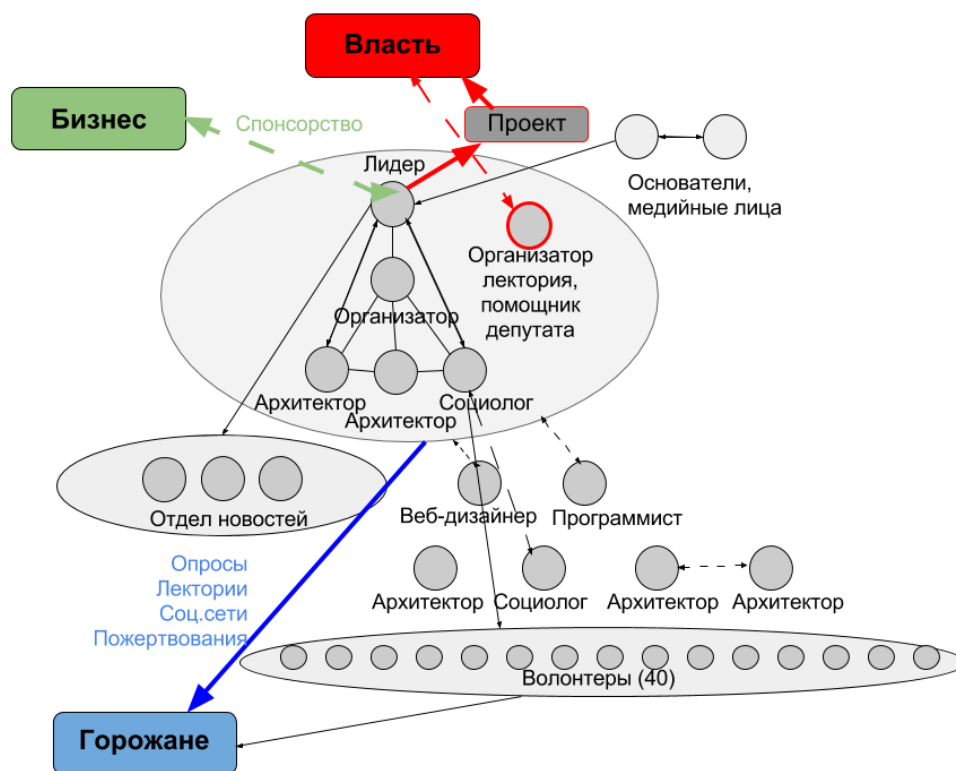 Власть
Бизнес
Спонсорство
Проект
Лидер
Основатели,
медийные лица
Организатор
лектория,
помощник
депутата
Организатор
Архитектор
Архитектор
Социолог
Отдел новостей
Веб-дизайнер
Программист
Опросы
Лектории
Соц.сети
Пожертвования
Архитектор
Социолог
Архитектор
Архитектор
Волонтеры (40)
Горожане